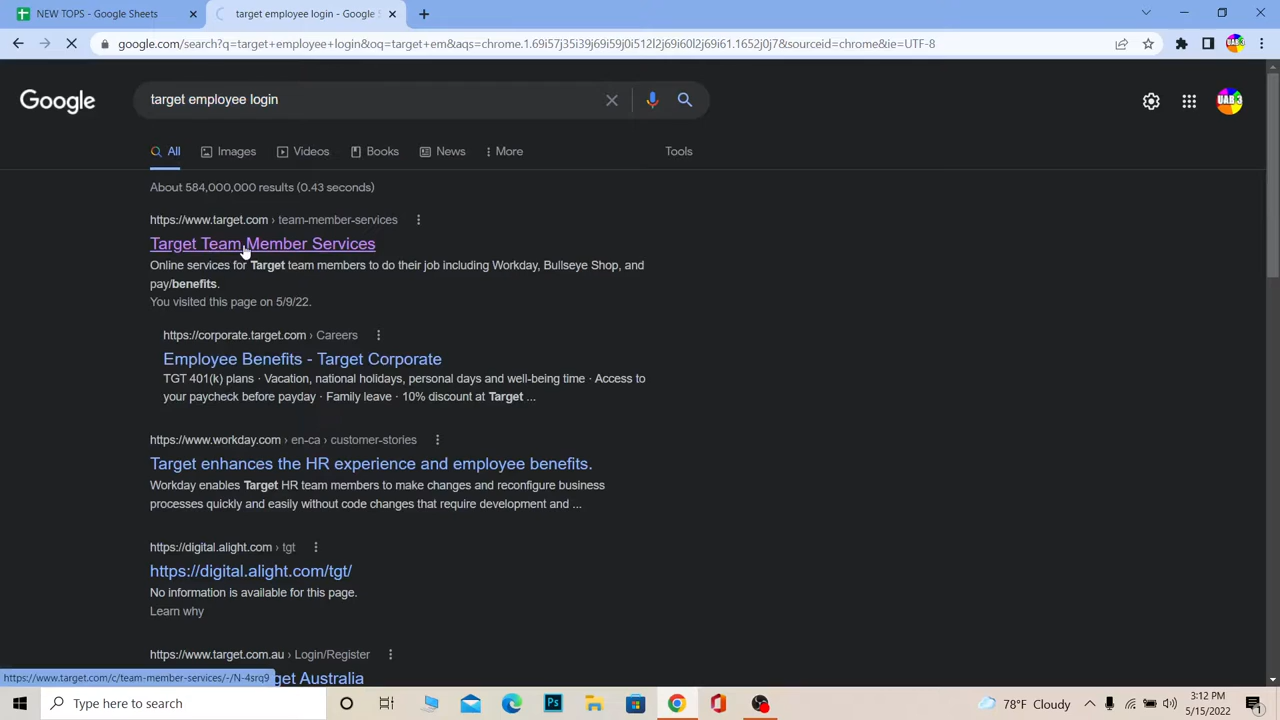 NEW TOPS - Google Sheets
target employee login - Google S
google.com/search?q=target+employee+login&oq=target+em&aqs=chrome.1.69i57j35i39j69i59j0i512l2j69i60l2j69i61.1652j0j7&sourceid=chrome&ie=UTF-8
Google
target employee login
UAB 3
All
Images
Videos
Books
News
More
Tools
About 584,000,000 results (0.43 seconds)
https://www.target.com › team-member-services
Target Team Member Services
Online services for Target team members to do their job including Workday, Bullseye Shop, and
pay/benefits.
You visited this page on 5/9/22.
https://corporate.target.com › Careers
Employee Benefits - Target Corporate
TGT 401(k) plans · Vacation, national holidays, personal days and well-being time · Access to
your paycheck before payday · Family leave · 10% discount at Target ...
https://www.workday.com › en-ca › customer-stories
Target enhances the HR experience and employee benefits.
Workday enables Target HR team members to make changes and reconfigure business
processes quickly and easily without code changes that require development and ...
https://digital.alight.com › tgt
https://digital.alight.com/tgt/
No information is available for this page.
Learn why
https://www.target.com.au › Login/Register
get Australia
https://www.target.com/c/team-member-services/-/N-4srq9
Type here to search
Ps
78°F Cloudy
3:12 PM
5/15/2022
1